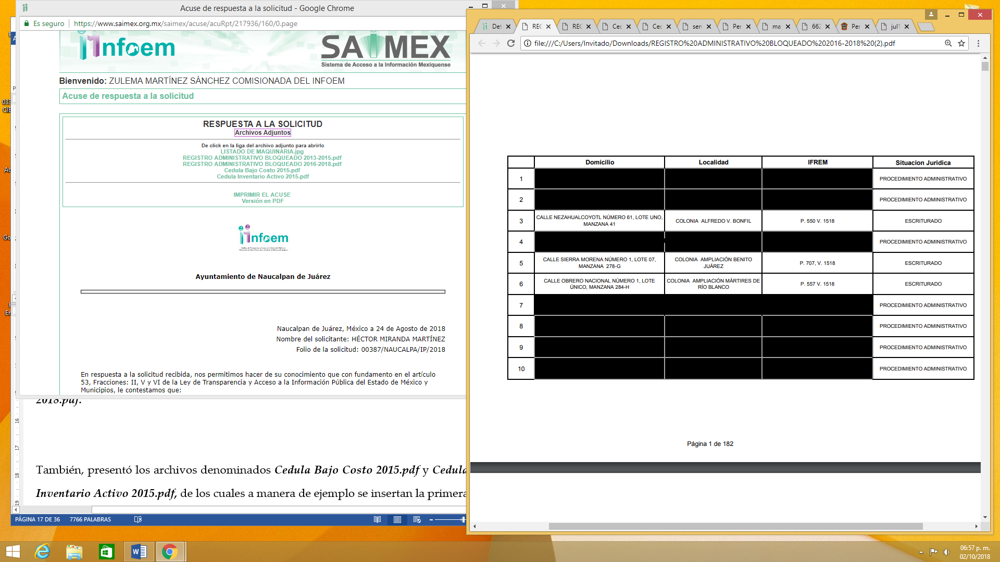 Acuse de respuesta a la solicitud - Google Chrome
Es seguro
https://www.saimex.org.mx/saimex/acuse/acuRpt/217936/160/0.page
infoem
SAIMEX
Sistema de Acceso a la Información Mexiquense
Bienvenido: ZULEMA MARTÍNEZ SÁNCHEZ COMISIONADA DEL INFOEM
Acuse de respuesta a la solicitud
RESPUESTA A LA SOLICITUD
Archivos Adjuntos
De click en la liga del archivo adjunto para abrirlo
LISTADO DE MAQUINARIA.jpg
REGISTRO ADMINISTRATIVO BLOQUEADO 2013-2015.pdf
REGISTRO ADMINISTRATIVO BLOQUEADO 2016-2018.pdf
Cedula Bajo Costo 2015.pdf
Cedula Inventario Activo 2015.pdf
IMPRIMIR EL ACUSE
Versión en PDF
infoem
Ayuntamiento de Naucalpan de Juárez
Naucalpan de Juárez, México a 24 de Agosto de 2018
Nombre del solicitante: HÉCTOR MIRANDA MARTÍNEZ
Folio de la solicitud: 00387/NAUCALPA/IP/2018
En respuesta a la solicitud recibida, nos permitimos hacer de su conocimiento que con fundamento en el artículo
53, Fracciones: II, V y VI de la Ley de Transparencia y Acceso a la Información Pública del Estado de México y
Municipios, le contestamos que:
2018.pdf.
También, presentó los archivos denominados Cedula Bajo Costo 2015.pdf y Cedula
Inventario Activo 2015.pdf, de los cuales a manera de ejemplo se insertan la primera
16
17
18
19
PÁGINA 17 DE 36
7766 PALABRAS
Det
REC
REC
Ced
Ced
sen
Per
ma
662
Per
jul1
file:///C:/Users/Invitado/Downloads/REGISTRO%20ADMINISTRATIVO%20BLOQUEADO%202016-2018%20(2).pdf
Domicilio Localidad IFREM Situacion Juridica
1 PROCEDIMIENTO ADMINISTRATIVO
2 PROCEDIMIENTO ADMINISTRATIVO
3 CALLE NEZAHUALCOYOTL NÚMERO 61, LOTE UNO, MANZANA 41 COLONIA ALFREDO V. BONFIL P. 550 V. 1518 ESCRITURADO
4 PROCEDIMIENTO ADMINISTRATIVO
5 CALLE SIERRA MORENA NÚMERO 1, LOTE 07, MANZANA 278-G COLONIA AMPLIACIÓN BENITO JUÁREZ P. 707, V. 1518 ESCRITURADO
6 CALLE OBRERO NACIONAL NÚMERO 1, LOTE ÚNICO, MANZANA 284-H COLONIA AMPLIACIÓN MÁRTIRES DE RÍO BLANCO P. 557 V. 1518 ESCRITURADO
7 PROCEDIMIENTO ADMINISTRATIVO
8 PROCEDIMIENTO ADMINISTRATIVO
9 PROCEDIMIENTO ADMINISTRATIVO
10 PROCEDIMIENTO ADMINISTRATIVO
Página 1 de 182
06:57 p. m.
02/10/2018